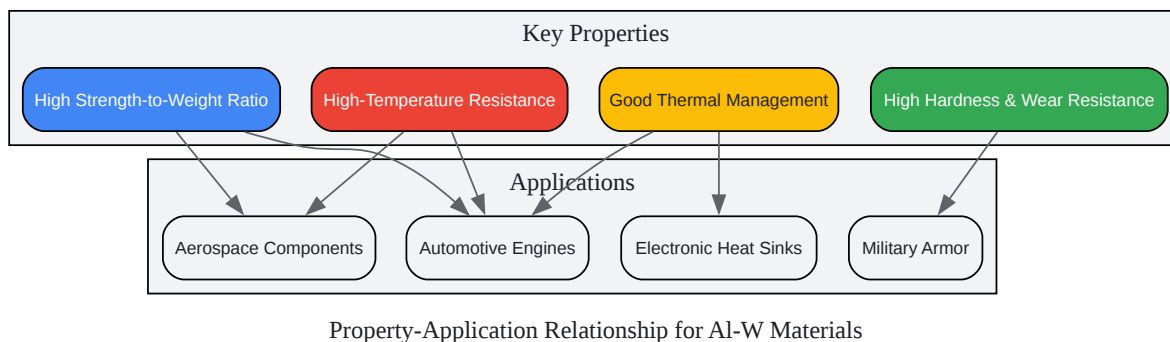 Key Properties
High Strength-to-Weight Ratio
High-Temperature Resistance
Good Thermal Management
High Hardness & Wear Resistance
Applications
Aerospace Components
Automotive Engines
Electronic Heat Sinks
Military Armor
Property-Application Relationship for Al-W Materials